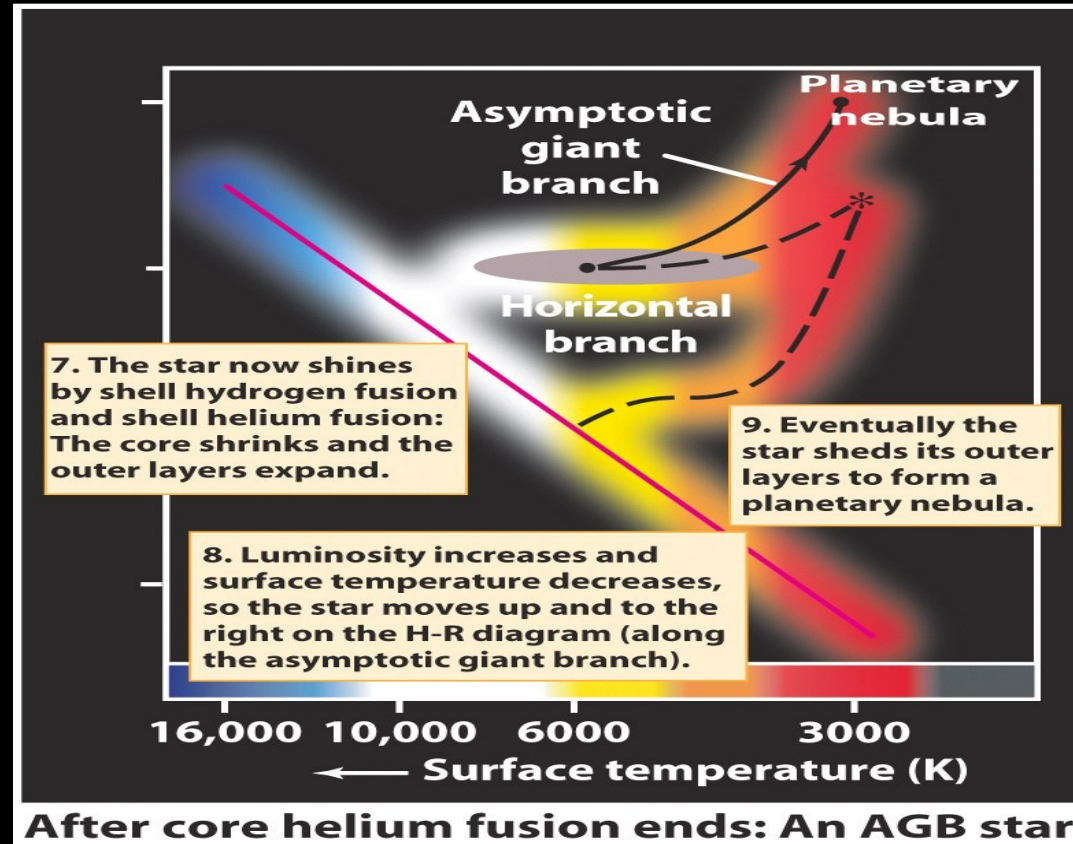 Planetary
nebula
Asymptotic
giant
branch
*
Horizontal
branch
7. The star now shines
by shell hydrogen fusion
and shell helium fusion:
The core shrinks and the
outer layers expand.
9. Eventually the
star sheds its outer
layers to form a
planetary nebula.
8. Luminosity increases and
surface temperature decreases,
so the star moves up and to the
right on the H-R diagram (along
the asymptotic giant branch).
16,000 10,000 6000 3000
← Surface temperature (K)
After core helium fusion ends: An AGB star